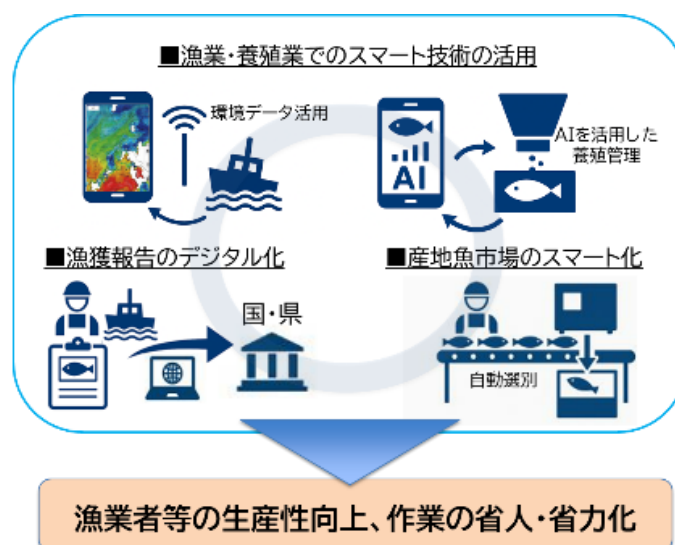 ■漁業・養殖業でのスマート技術の活用
環境データ活用
AI
AIを活用した
養殖管理
■漁獲報告のデジタル化
国・県
■産地魚市場のスマート化
自動選別
漁業者等の生産性向上、作業の省人・省力化